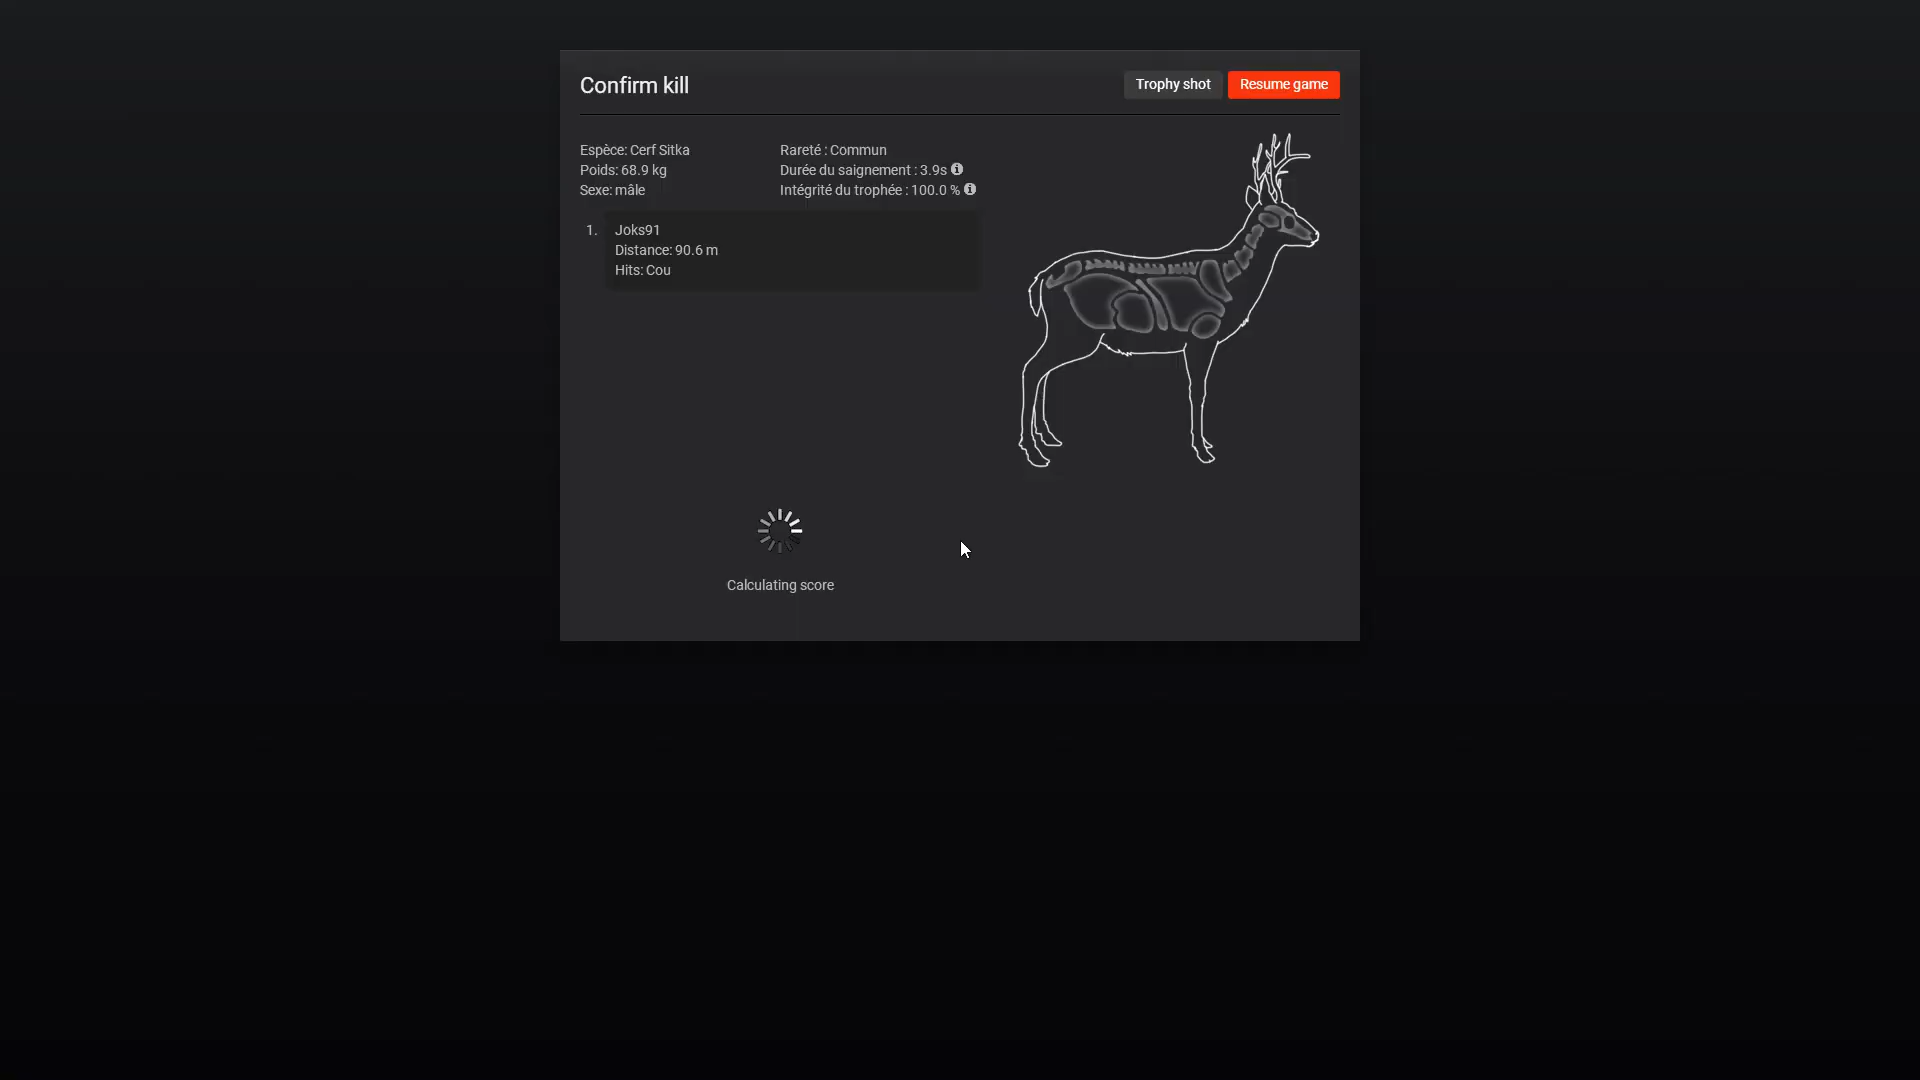 Confirm kill
Trophy shot
Resume game
Espèce: Cerf Sitka
Poids: 68.9 kg
Sexe: mâle
Rareté : Commun
Durée du saignement : 3.9s
Intégrité du trophée : 100.0 %
1. Joks91
Distance: 90.6 m
Hits: Cou
Calculating score